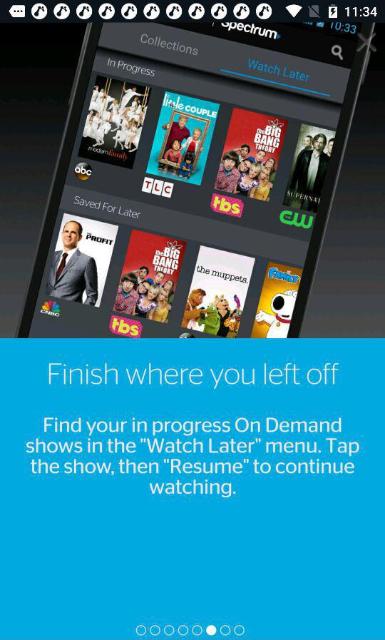 11:34
Spectrum
10:33
Collections
Watch Later
In Progress
modern family
little COUPLE
THE BIG BANG THEORY
SUPERNAT
abc
TLC
tbs
CW
Saved For Later
THE PROFIT
THE BIG BANG THEORY
the muppets.
FAMILY
CNBC
tbs
Finish where you left off
Find your in progress On Demand
shows in the "Watch Later" menu. Tap
the show, then "Resume" to continue
watching.